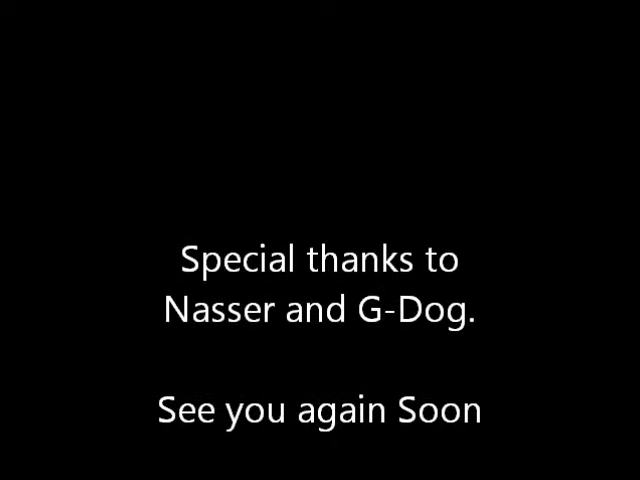 Special thanks to
Nasser and G-Dog.
See you again Soon